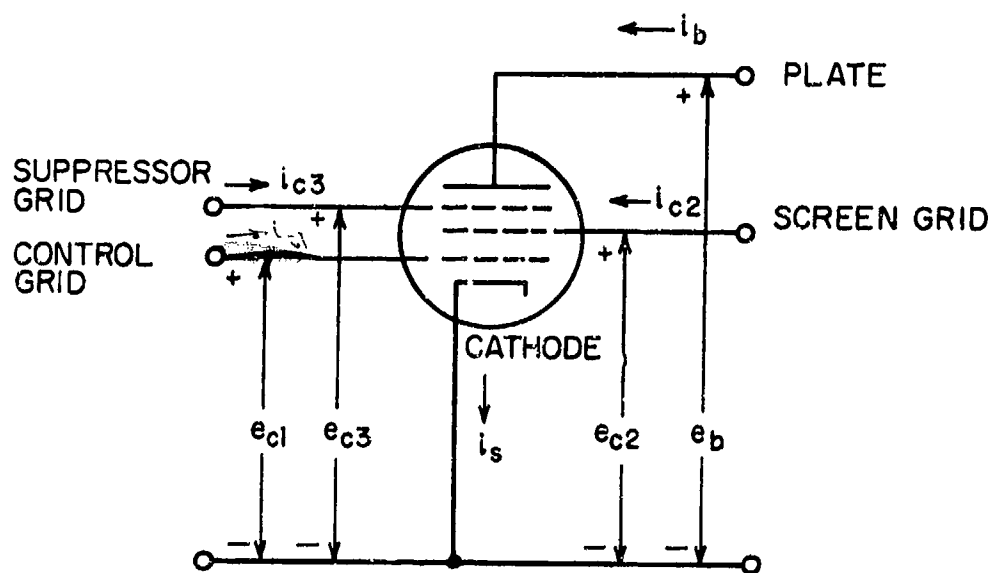 i_b
PLATE
+
SUPPRESSOR
GRID
i_c3
+
i_c2
SCREEN GRID
+
CONTROL
GRID
+
CATHODE
e_c1
e_c3
i_s
e_c2
e_b
− − − −